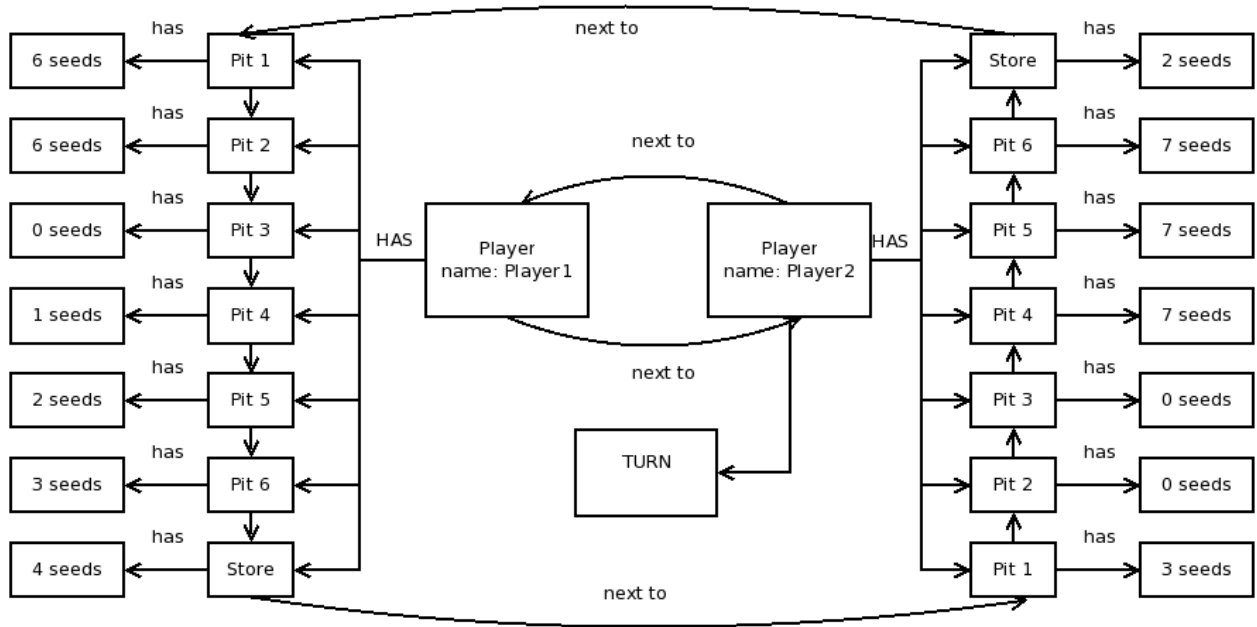 has next to has
6 seeds Pit 1 Store 2 seeds
has has
6 seeds Pit 2 next to Pit 6 7 seeds
has has
0 seeds Pit 3 Pit 5 7 seeds
HAS Player Player HAS
name: Player1 name: Player2
has has
1 seeds Pit 4 Pit 4 7 seeds
has next to has
2 seeds Pit 5 Pit 3 0 seeds
has TURN has
3 seeds Pit 6 Pit 2 0 seeds
has has
4 seeds Store Pit 1 3 seeds
next to